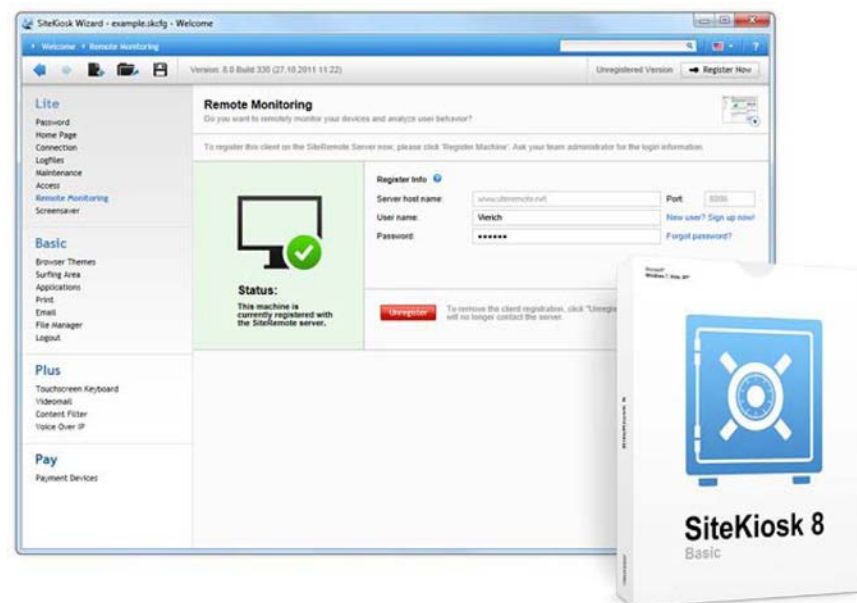 SiteKiosk Wizard - example.skcfg - Welcome
Welcome Remote Monitoring
?
Version: 8.0 Build 330 (27.10.2011 11:22)
Unregistered Version
Register Now
Lite
Password
Home Page
Connection
Logfiles
Maintenance
Access
Remote Monitoring
Screensaver
Basic
Browser Themes
Surfing Area
Applications
Print
Email
File Manager
Logout
Plus
Touchscreen Keyboard
Videomail
Content Filter
Voice Over IP
Pay
Payment Devices
Remote Monitoring
Do you want to remotely monitor your devices and analyze user behavior?
To register this client on the SiteRemote Server now, please click 'Register Machine'. Ask your team administrator for the login information.
Status:
This machine is
currently registered with
the SiteRemote server.
Register Info ?
Server host name: www.siteremote.net Port:
User name: Vierich New user? Sign up now!
Password: •••••• Forgot password?
Unregister
To remove the client registration, click "Unregister
will no longer contact the server.
SiteKiosk 8
SiteKiosk 8
Basic